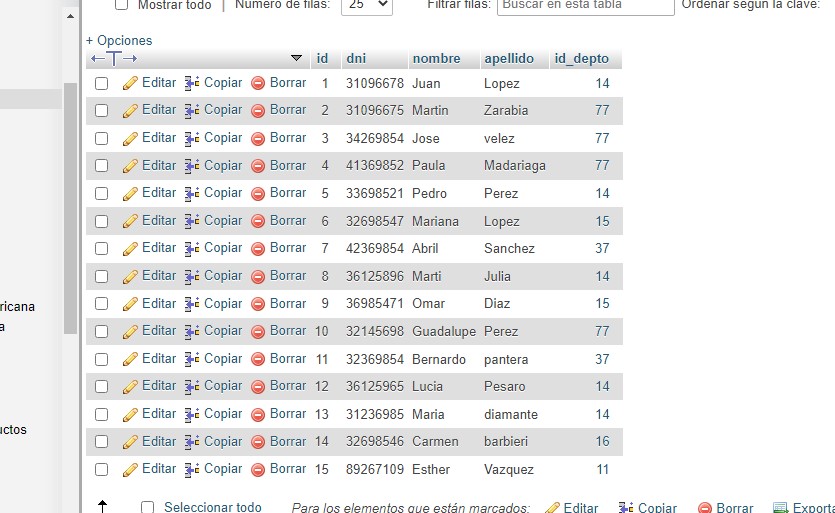 Mostrar todo | Número de filas: 25 Filtrar filas: Buscar en esta tabla Ordenar según la clave:
+ Opciones
←T→ id dni nombre apellido id_depto
Editar Copiar Borrar 1 31096678 Juan Lopez 14
Editar Copiar Borrar 2 31096675 Martin Zarabia 77
Editar Copiar Borrar 3 34269854 Jose velez 77
Editar Copiar Borrar 4 41369852 Paula Madariaga 77
Editar Copiar Borrar 5 33698521 Pedro Perez 14
Editar Copiar Borrar 6 32698547 Mariana Lopez 15
Editar Copiar Borrar 7 42369854 Abril Sanchez 37
Editar Copiar Borrar 8 36125896 Marti Julia 14
Editar Copiar Borrar 9 36985471 Omar Diaz 15
ricana
a
Editar Copiar Borrar 10 32145698 Guadalupe Perez 77
Editar Copiar Borrar 11 32369854 Bernardo pantera 37
Editar Copiar Borrar 12 36125965 Lucia Pesaro 14
Editar Copiar Borrar 13 31236985 Maria diamante 14
uctos
Editar Copiar Borrar 14 32698546 Carmen barbieri 16
Editar Copiar Borrar 15 89267109 Esther Vazquez 11
Seleccionar todo Para los elementos que están marcados: Editar Copiar Borrar Exporta